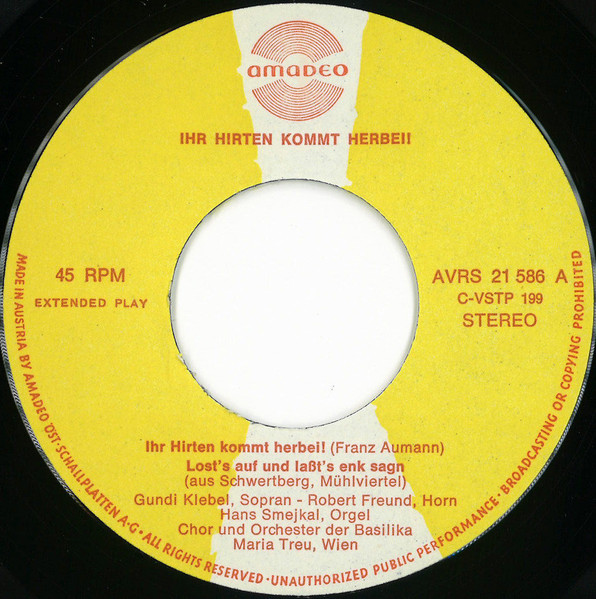 AMADEO
IHR HIRTEN KOMMT HERBEI!
45 RPM
EXTENDED PLAY
AVRS 21 586 A
C-VSTP 199
STEREO
Ihr Hirten kommt herbei! (Franz Aumann)
Lost's auf und laßt's enk sagn
(aus Schwertberg, Mühlviertel)
Gundi Klebel, Sopran - Robert Freund, Horn
Hans Smejkal, Orgel
Chor und Orchester der Basilika
Maria Treu, Wien
MADE IN AUSTRIA BY AMADEO ÖST·SCHALLPLATTEN A·G· ALL RIGHTS RESERVED · UNAUTHORIZED PUBLIC PERFORMANCE · BROADCASTING OR COPYING PROHIBITED